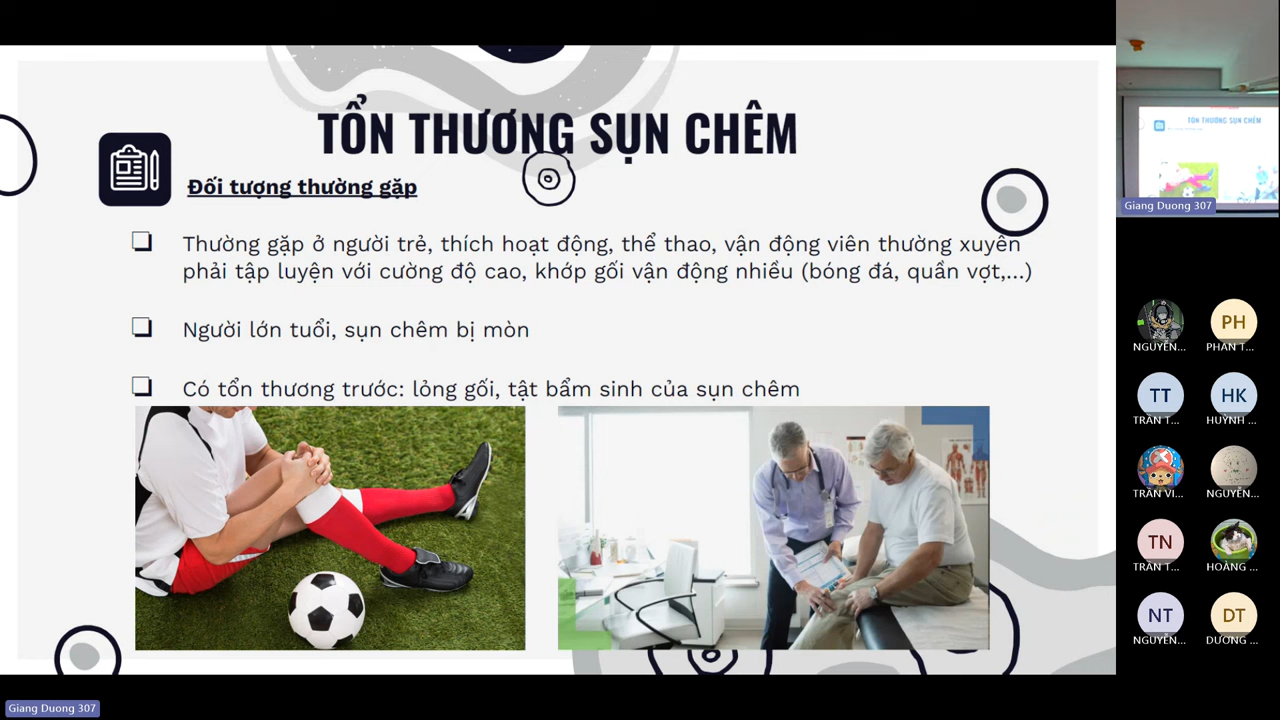 TỔN THƯƠNG SỤN CHÊM
Đối tượng thường gặp
Thường gặp ở người trẻ, thích hoạt động, thể thao, vận động viên thường xuyên
phải tập luyện với cường độ cao, khớp gối vận động nhiều (bóng đá, quần vợt,...)
Người lớn tuổi, sụn chêm bị mòn
Có tổn thương trước: lỏng gối, tật bẩm sinh của sụn chêm
TỔN THƯƠNG SỤN CHÊM
Giang Duong 307
NGUYỄN...
PH
PHAN T...
TT
TRẦN T...
HK
HUỲNH ...
TRẦN VI...
NGUYỄN...
TN
TRẦN T...
HOÀNG ...
NT
NGUYỄN...
DT
DƯƠNG ...
Giang Duong 307